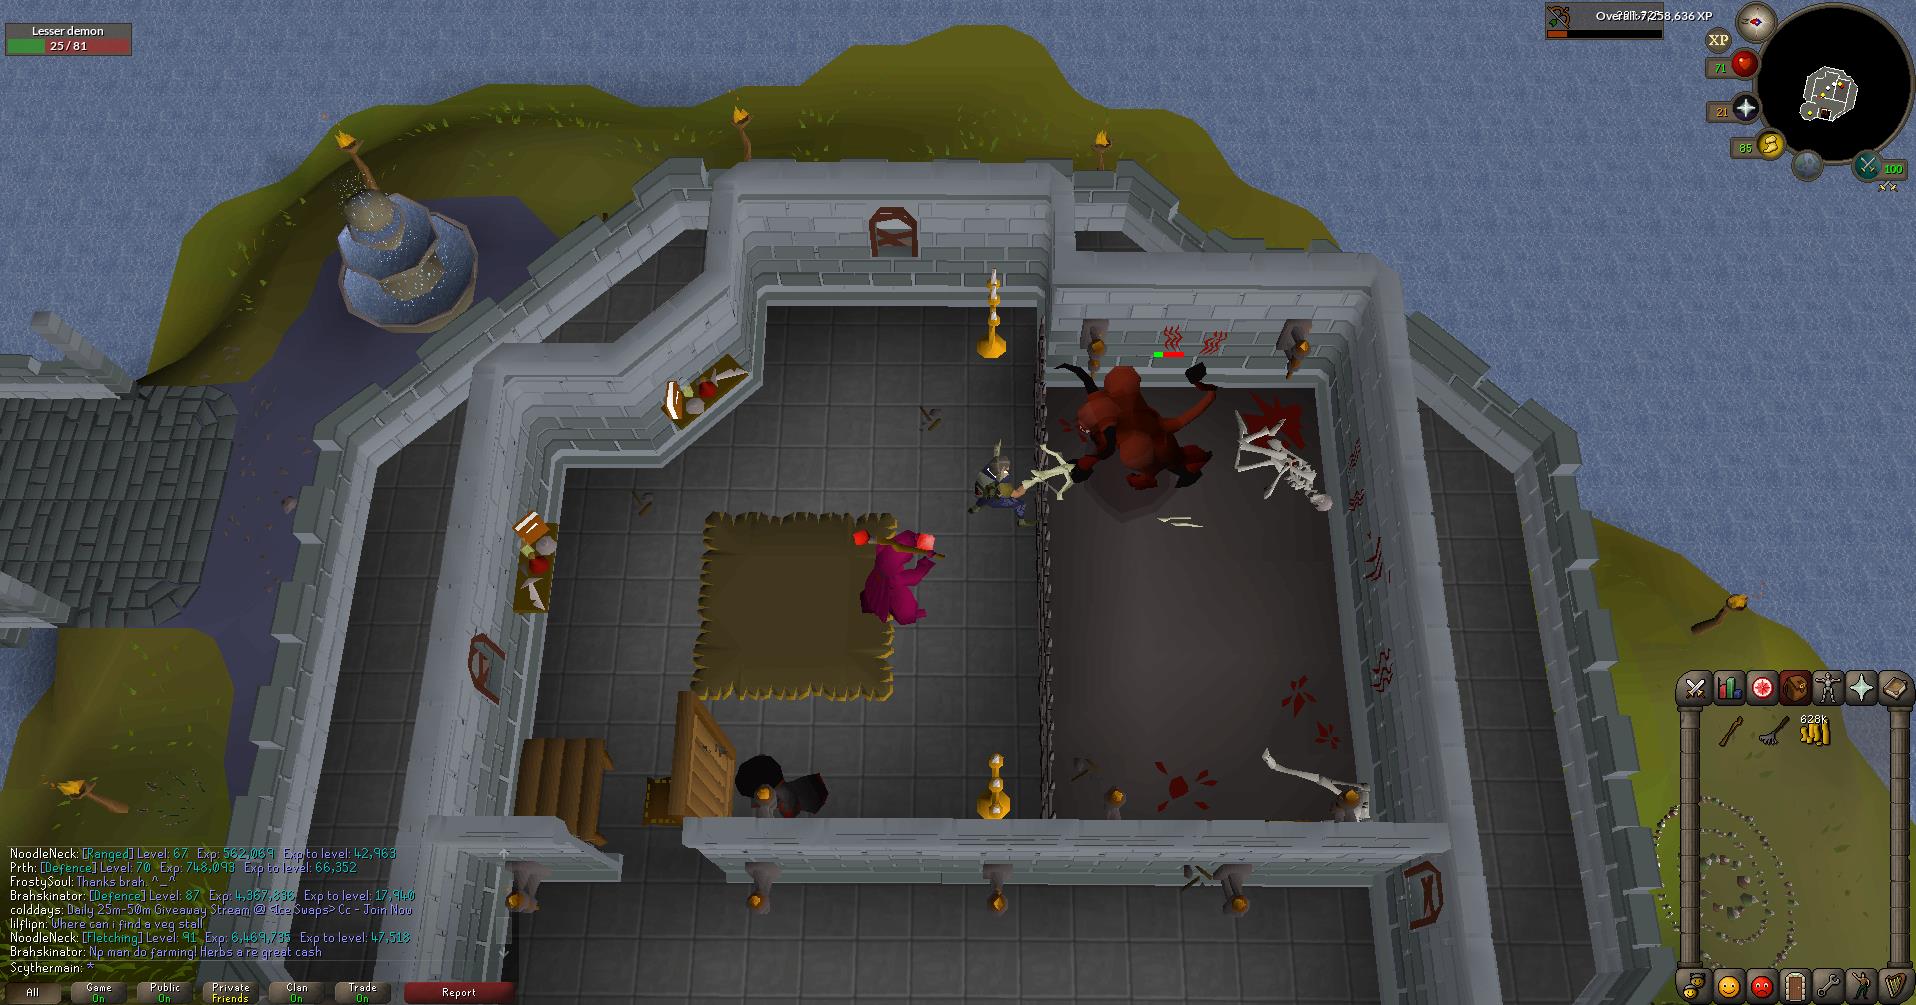 Lesser demon
25 / 81
Overall: 7,258,636 XP
XP
71
21
85
100
628k
NoodleNeck: [Ranged] Level: 67 Exp: 562,069 Exp to level: 42,963
Prth: [Defence] Level: 70 Exp: 748,093 Exp to level: 66,352
FrostySoul: Thanks brah. ^_^
Brahskinator: [Defence] Level: 87 Exp: 4,367,836 Exp to level: 17,940
colddays: Daily 25m-50m Giveaway Stream @ <Ice Swaps> Cc - Join Now
lilflipn: Where can i find a veg stall
NoodleNeck: [Fletching] Level: 91 Exp: 6,469,735 Exp to level: 47,518
Brahskinator: Np man do farming! Herbs a re great cash
Scythermain: *
All
Game
On
Public
On
Private
Friends
Clan
On
Trade
On
Report